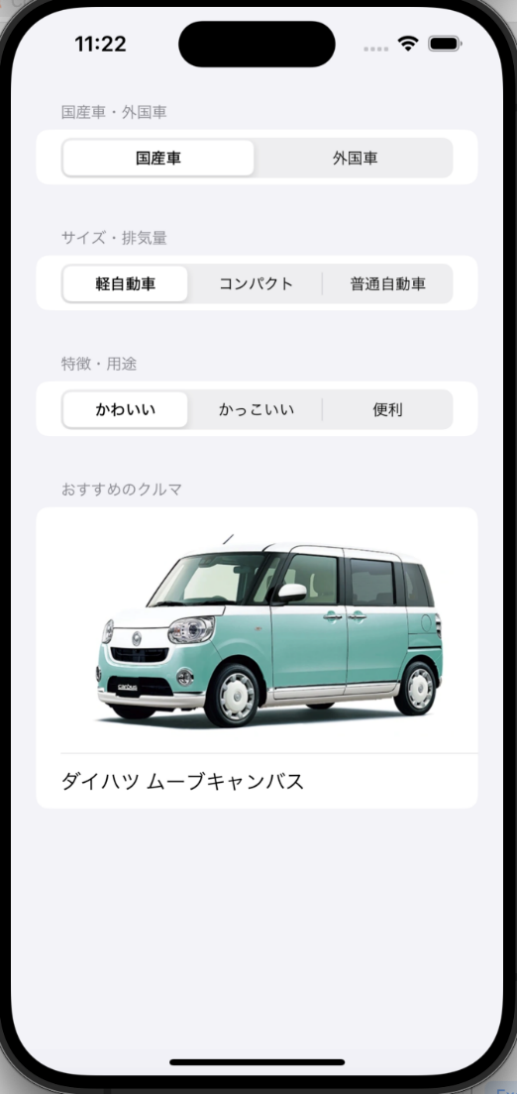 11:22
国産車・外国車
国産車 外国車
サイズ・排気量
軽自動車 コンパクト 普通自動車
特徴・用途
かわいい かっこいい 便利
おすすめのクルマ
ダイハツ ムーブキャンバス